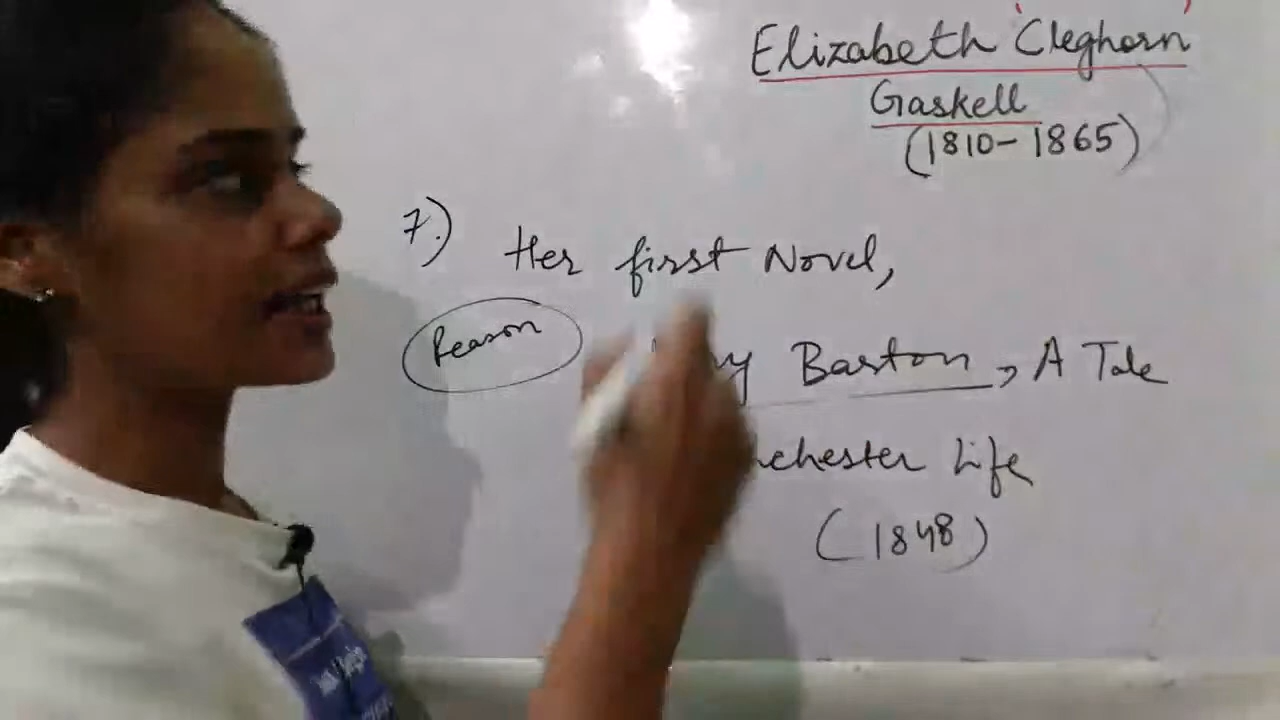 Elizabeth 'Cleghorn'
Gaskell
(1810-1865)
7.) Her first Novel,
Reason
Barton, A Tale
Life
(1848)